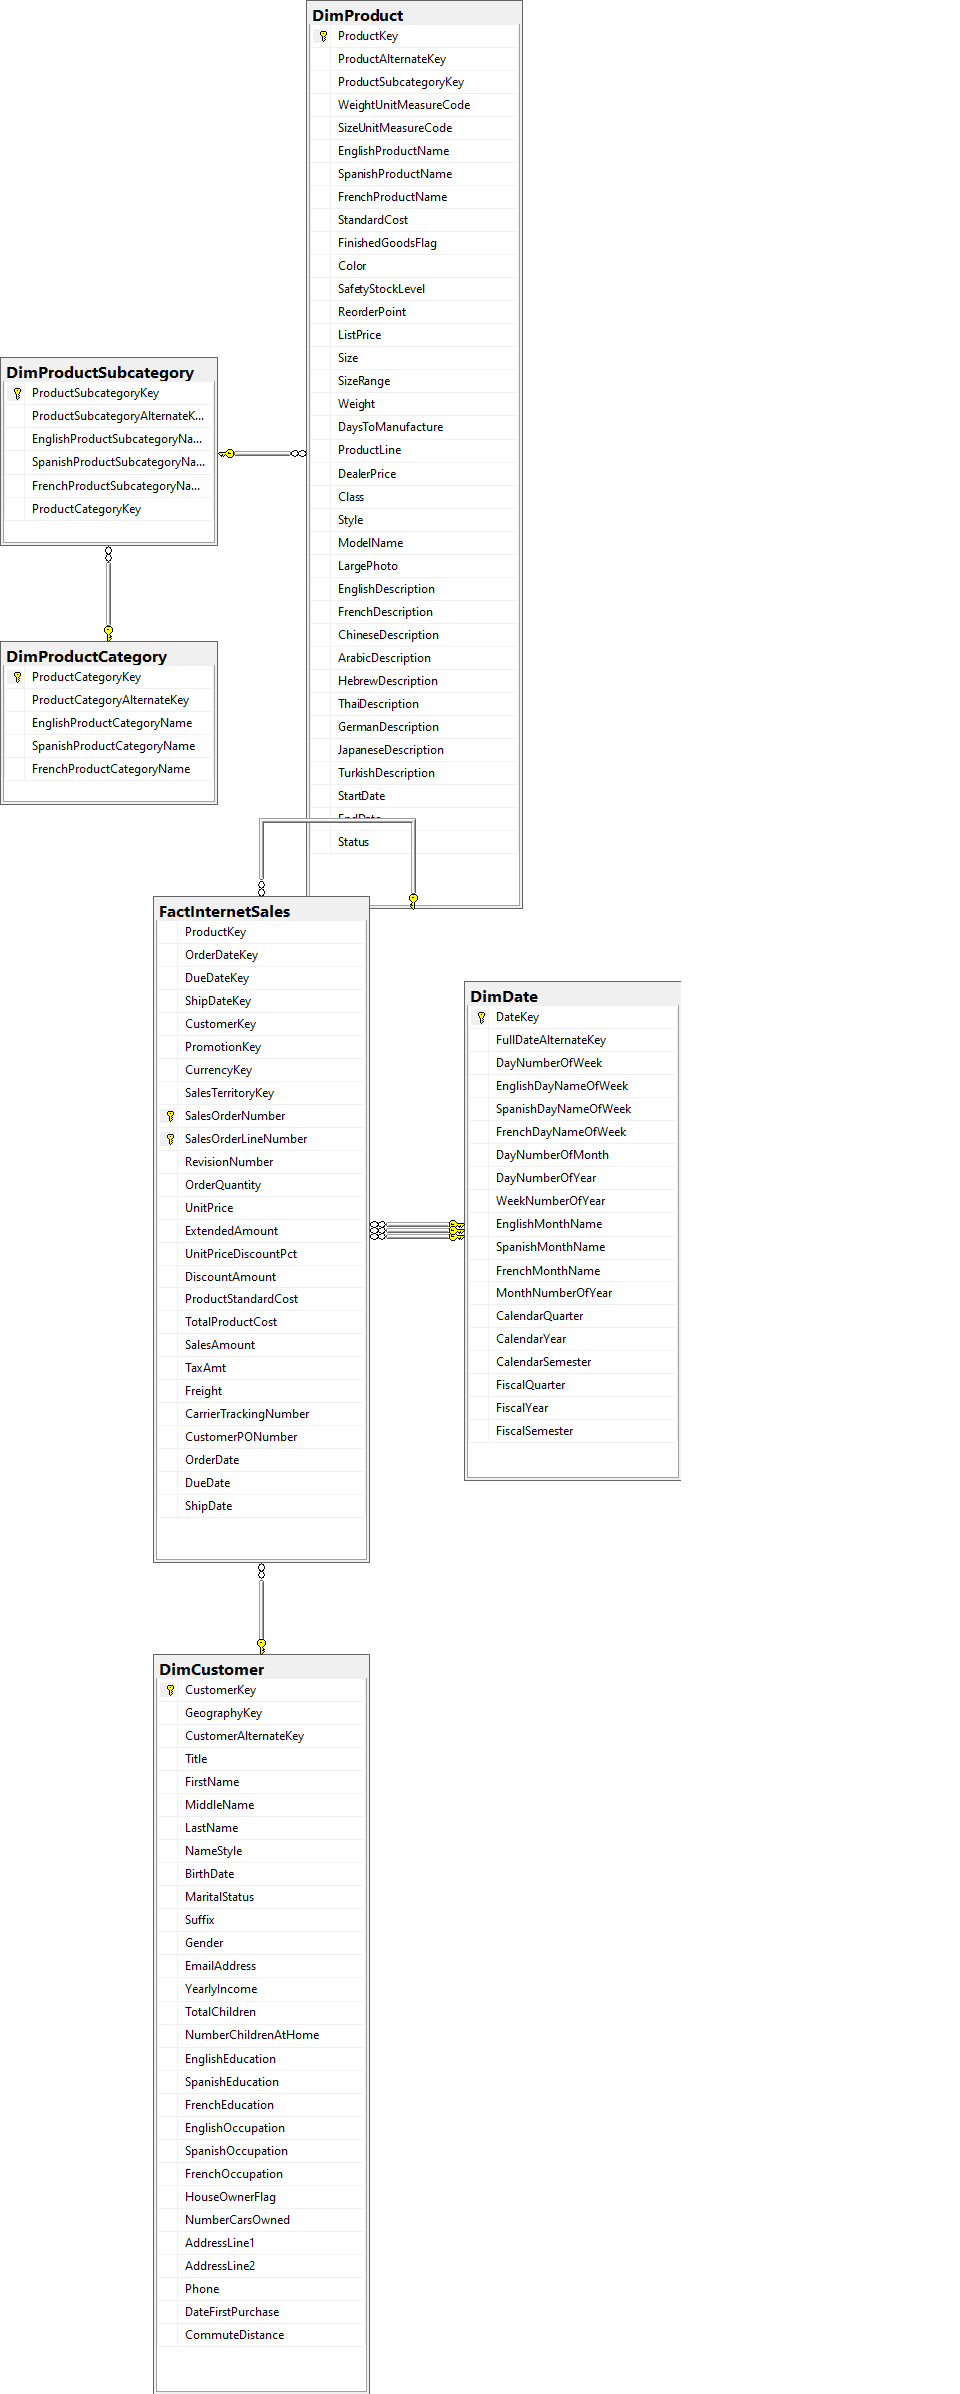 DimProduct
ProductKey
ProductAlternateKey
ProductSubcategoryKey
WeightUnitMeasureCode
SizeUnitMeasureCode
EnglishProductName
SpanishProductName
FrenchProductName
StandardCost
FinishedGoodsFlag
Color
SafetyStockLevel
ReorderPoint
ListPrice
Size
SizeRange
Weight
DaysToManufacture
ProductLine
DealerPrice
Class
Style
ModelName
LargePhoto
EnglishDescription
FrenchDescription
ChineseDescription
ArabicDescription
HebrewDescription
ThaiDescription
GermanDescription
JapaneseDescription
TurkishDescription
StartDate
EndDate
Status
DimProductSubcategory
ProductSubcategoryKey
ProductSubcategoryAlternateK...
EnglishProductSubcategoryNa...
SpanishProductSubcategoryNa...
FrenchProductSubcategoryNa...
ProductCategoryKey
DimProductCategory
ProductCategoryKey
ProductCategoryAlternateKey
EnglishProductCategoryName
SpanishProductCategoryName
FrenchProductCategoryName
FactInternetSales
ProductKey
OrderDateKey
DueDateKey
ShipDateKey
CustomerKey
PromotionKey
CurrencyKey
SalesTerritoryKey
SalesOrderNumber
SalesOrderLineNumber
RevisionNumber
OrderQuantity
UnitPrice
ExtendedAmount
UnitPriceDiscountPct
DiscountAmount
ProductStandardCost
TotalProductCost
SalesAmount
TaxAmt
Freight
CarrierTrackingNumber
CustomerPONumber
OrderDate
DueDate
ShipDate
DimDate
DateKey
FullDateAlternateKey
DayNumberOfWeek
EnglishDayNameOfWeek
SpanishDayNameOfWeek
FrenchDayNameOfWeek
DayNumberOfMonth
DayNumberOfYear
WeekNumberOfYear
EnglishMonthName
SpanishMonthName
FrenchMonthName
MonthNumberOfYear
CalendarQuarter
CalendarYear
CalendarSemester
FiscalQuarter
FiscalYear
FiscalSemester
DimCustomer
CustomerKey
GeographyKey
CustomerAlternateKey
Title
FirstName
MiddleName
LastName
NameStyle
BirthDate
MaritalStatus
Suffix
Gender
EmailAddress
YearlyIncome
TotalChildren
NumberChildrenAtHome
EnglishEducation
SpanishEducation
FrenchEducation
EnglishOccupation
SpanishOccupation
FrenchOccupation
HouseOwnerFlag
NumberCarsOwned
AddressLine1
AddressLine2
Phone
DateFirstPurchase
CommuteDistance